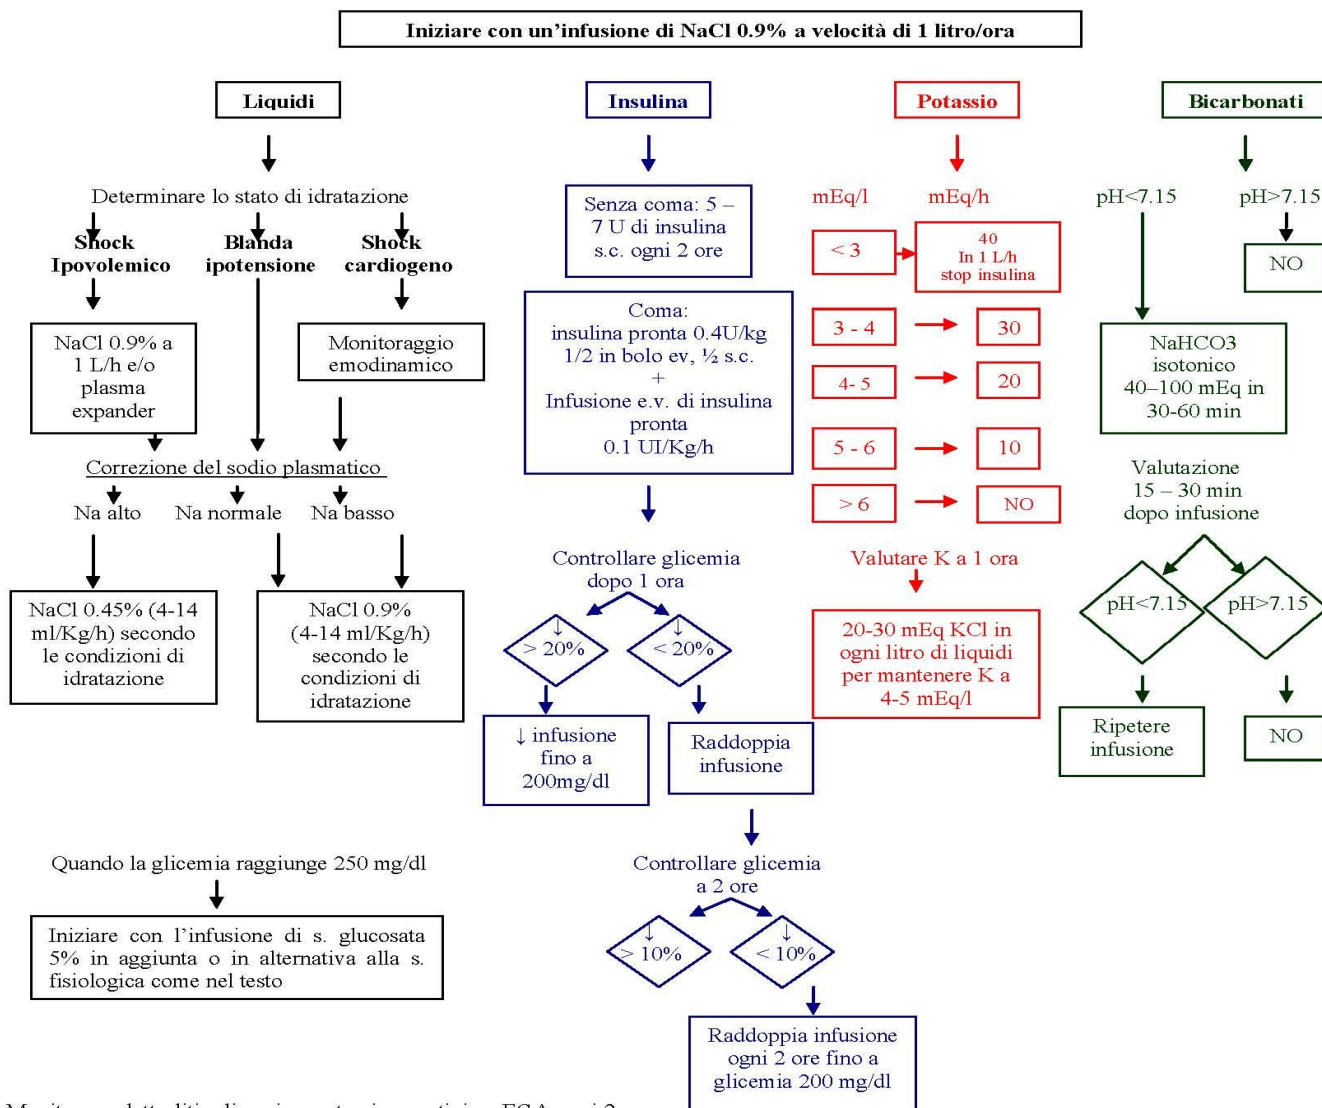 Iniziare con un'infusione di NaCl 0.9% a velocità di 1 litro/ora
Liquidi
Determinare lo stato di idratazione
Shock
Ipovolemico
Blanda
ipotensione
Shock
cardiogeno
NaCl 0.9% a
1 L/h e/o
plasma
expander
Monitoraggio
emodinamico
Correzione del sodio plasmatico
Na alto
Na normale
Na basso
NaCl 0.45% (4-14
ml/Kg/h) secondo
le condizioni di
idratazione
NaCl 0.9%
(4-14 ml/Kg/h)
secondo le
condizioni di
idratazione
Quando la glicemia raggiunge 250 mg/dl
Iniziare con l'infusione di s. glucosata
5% in aggiunta o in alternativa alla s.
fisiologica come nel testo
Insulina
Senza coma: 5 –
7 U di insulina
s.c. ogni 2 ore
Coma:
insulina pronta 0.4U/kg
1/2 in bolo ev, ½ s.c.
+
Infusione e.v. di insulina
pronta
0.1 UI/Kg/h
Controllare glicemia
dopo 1 ora
↓
> 20%
↓
< 20%
↓ infusione
fino a
200mg/dl
Raddoppia
infusione
Controllare glicemia
a 2 ore
↓
> 10%
↓
< 10%
Raddoppia infusione
ogni 2 ore fino a
glicemia 200 mg/dl
Potassio
mEq/l
mEq/h
< 3
40
In 1 L/h
stop insulina
3 - 4
30
4- 5
20
5 - 6
10
> 6
NO
Valutare K a 1 ora
20-30 mEq KCl in
ogni litro di liquidi
per mantenere K a
4-5 mEq/l
Bicarbonati
pH<7.15
pH>7.15
NO
NaHCO3
isotonico
40–100 mEq in
30-60 min
Valutazione
15 – 30 min
dopo infusione
pH<7.15
pH>7.15
Ripetere
infusione
NO